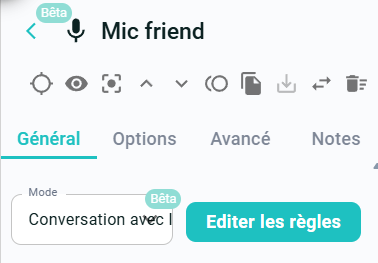 Bêta
Mic friend
Général Options Avancé Notes
Mode
Bêta
Conversation avec
Editer les règles